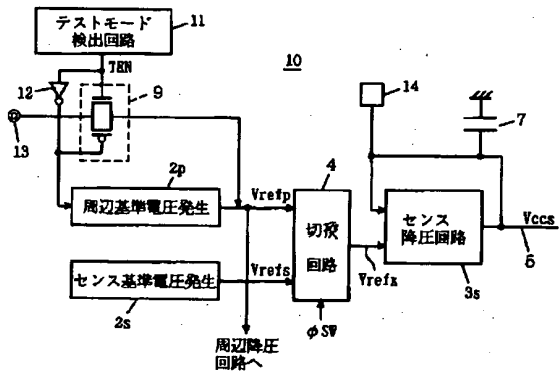 テストモード
検出回路
11
TEN
10
12
9
14
7
13
2p
4
周辺基準電圧発生
Vrefp
切換
回路
センス
降圧回路
Vccs
センス基準電圧発生
Vrefs
Vrefx
6
3s
2s
φSW
周辺降圧
回路へ